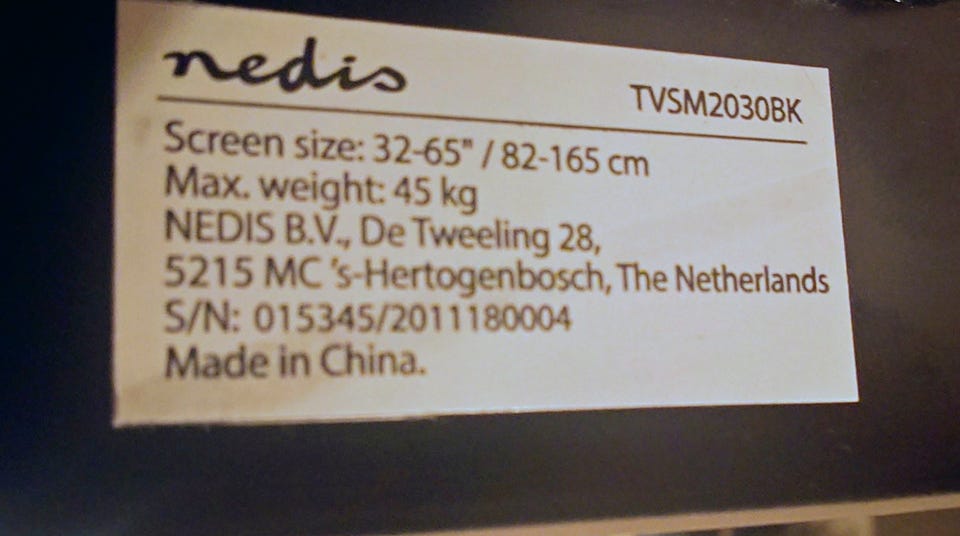 nedis
TVSM2030BK
Screen size: 32-65" / 82-165 cm
Max. weight: 45 kg
NEDIS B.V., De Tweeling 28,
5215 MC 's-Hertogenbosch, The Netherlands
S/N: 015345/2011180004
Made in China.